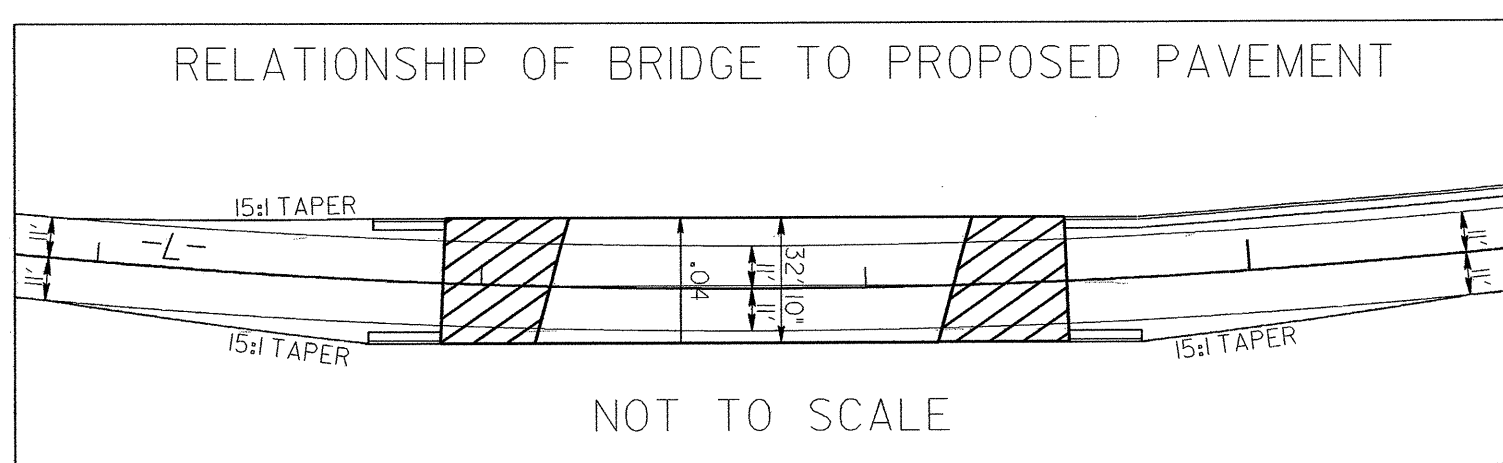 RELATIONSHIP OF BRIDGE TO PROPOSED PAVEMENT
15:1 TAPER
11'
11'
-L-
32'10"
.04
11'
11'
11'
11'
15:1 TAPER
15:1 TAPER
NOT TO SCALE